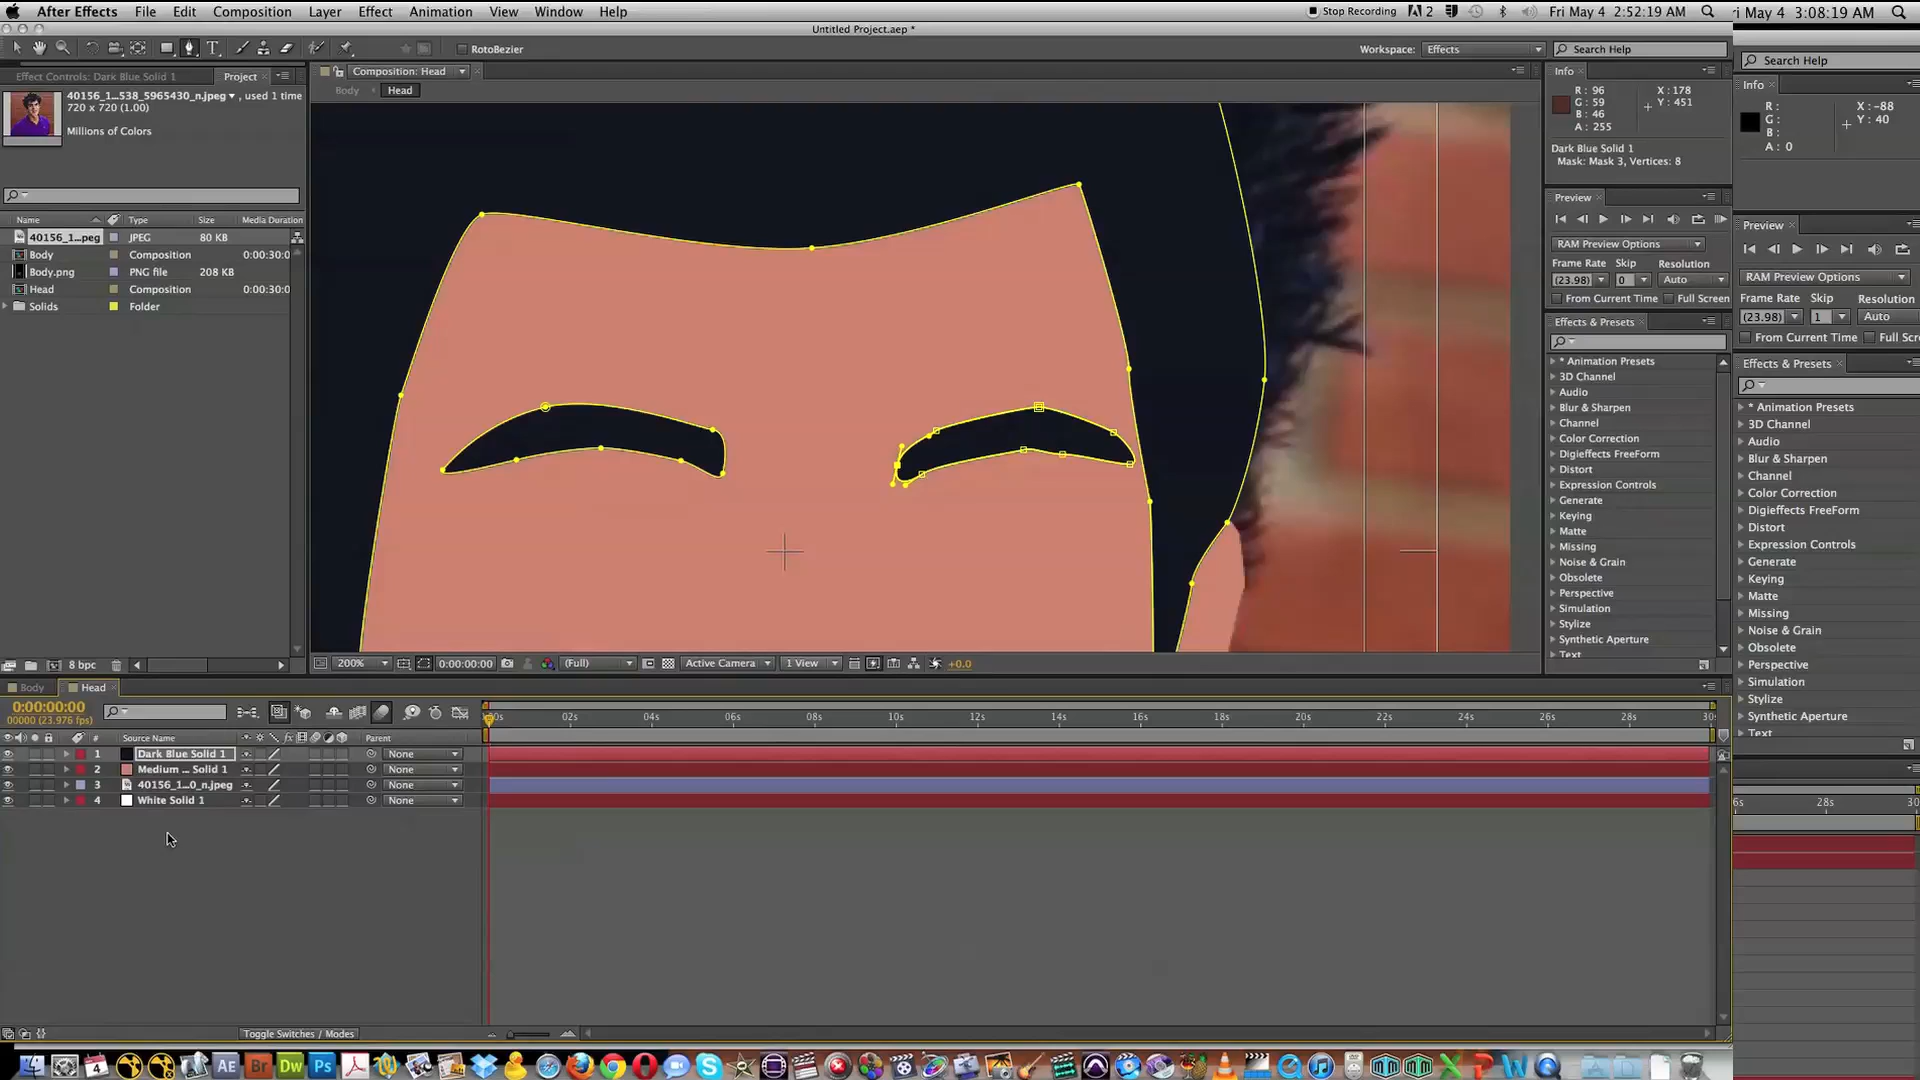 After Effects File Edit Composition Layer Effect Animation View Window Help
Stop Recording 2 Fri May 4 2:52:19 AM
ri May 4 3:08:19 AM
Untitled Project.aep *
RotoBezier
Workspace: Effects
Search Help
Search Help
Effect Controls: Dark Blue Solid 1
Project
40156_1...538_5965430_n.jpeg , used 1 time
720 x 720 (1.00)
Millions of Colors
Name Type Size Media Duration
40156_1...peg JPEG 80 KB
Body Composition 0:00:30:0
Body.png PNG file 208 KB
Head Composition 0:00:30:0
Solids Folder
8 bpc
Composition: Head
Body Head
200% 0:00:00:00 (Full) Active Camera 1 View +0.0
Info
R: 96
G: 59
B: 46
A: 255
X: 178
Y: 451
Dark Blue Solid 1
Mask: Mask 3, Vertices: 8
Preview
RAM Preview Options
Frame Rate Skip Resolution
(23.98) 0 Auto
From Current Time Full Screen
Effects & Presets
* Animation Presets
3D Channel
Audio
Blur & Sharpen
Channel
Color Correction
Digieffects FreeForm
Distort
Expression Controls
Generate
Keying
Matte
Missing
Noise & Grain
Obsolete
Perspective
Simulation
Stylize
Synthetic Aperture
Text
Info
R:
G:
B:
A: 0
X: -88
Y: 40
Preview
RAM Preview Options
Frame Rate Skip Resolution
(23.98) 1 Auto
From Current Time Full Scre
Effects & Presets
* Animation Presets
3D Channel
Audio
Blur & Sharpen
Channel
Color Correction
Digieffects FreeForm
Distort
Expression Controls
Generate
Keying
Matte
Missing
Noise & Grain
Obsolete
Perspective
Simulation
Stylize
Synthetic Aperture
Text
Body Head
0:00:00:00
00000 (23.976 fps)
# Source Name Parent
1 Dark Blue Solid 1 None
2 Medium ... Solid 1 None
3 40156_1...0_n.jpeg None
4 White Solid 1 None
02s 04s 06s 08s 10s 12s 14s 16s 18s 20s 22s 24s 26s 28s
6s 28s 30
Toggle Switches / Modes
4 AE Br Dw Ps